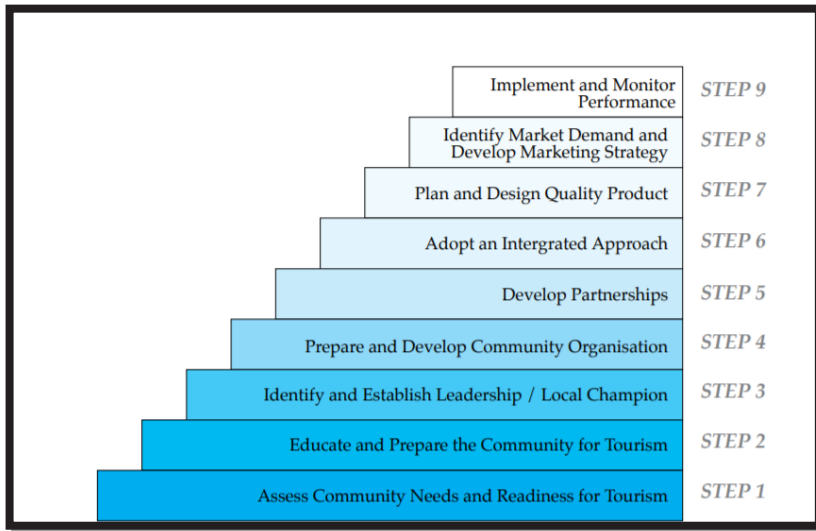 Implement and Monitor
Performance
STEP 9
Identify Market Demand and
Develop Marketing Strategy
STEP 8
Plan and Design Quality Product
STEP 7
Adopt an Intergrated Approach
STEP 6
Develop Partnerships
STEP 5
Prepare and Develop Community Organisation
STEP 4
Identify and Establish Leadership / Local Champion
STEP 3
Educate and Prepare the Community for Tourism
STEP 2
Assess Community Needs and Readiness for Tourism
STEP 1